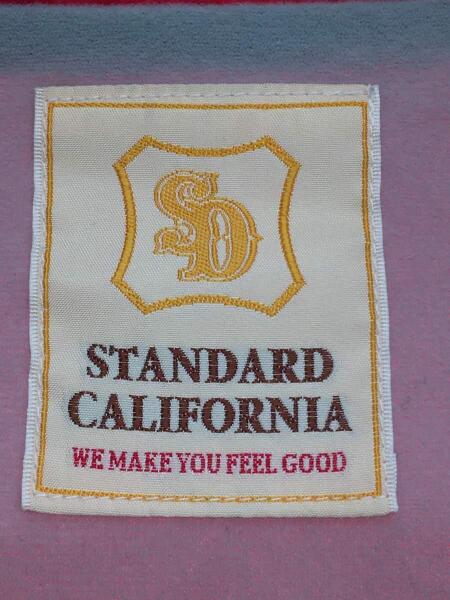 SD
STANDARD
CALIFORNIA
WE MAKE YOU FEEL GOOD